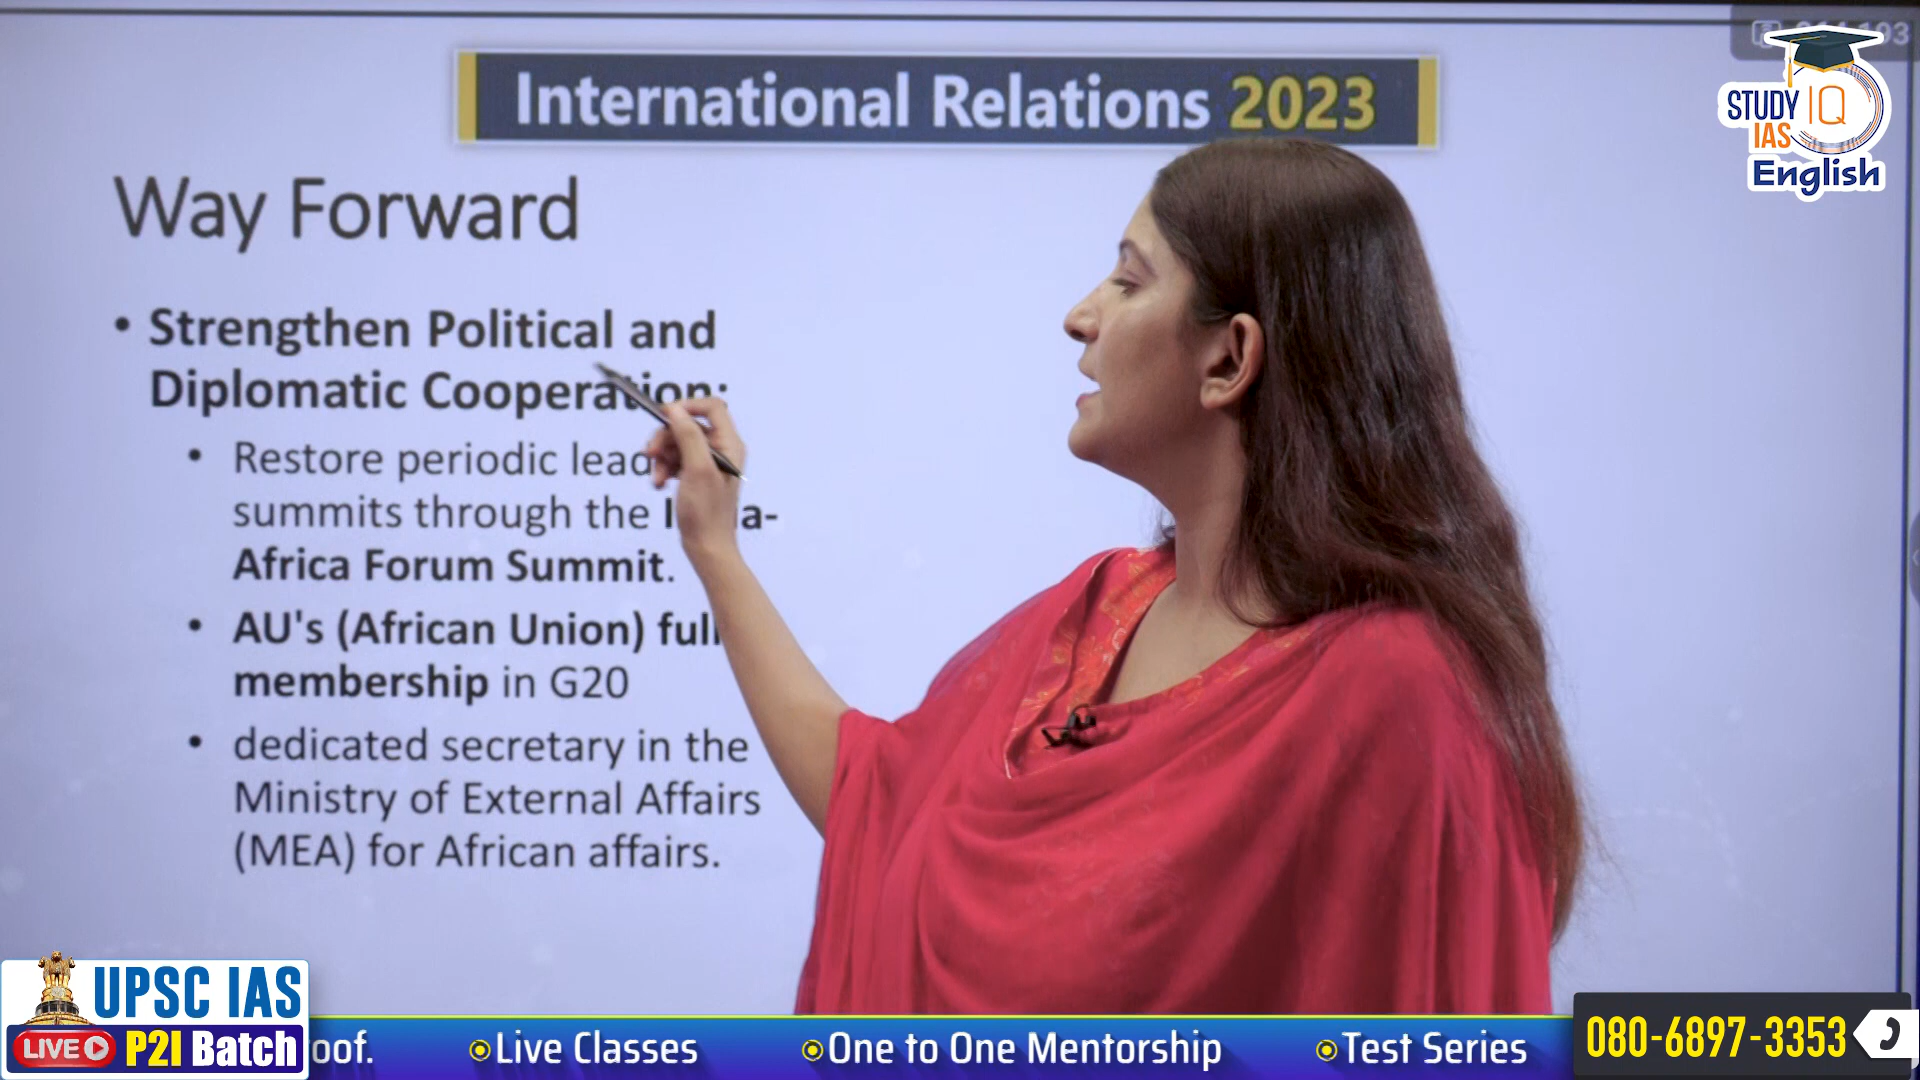 International Relations 2023
STUDY IQ
IAS
English
Way Forward
• Strengthen Political and
Diplomatic Cooperation:
• Restore periodic
summits through the
Africa Forum Summit.
• AU's (African Union) full
membership in G20
• dedicated secretary in the
Ministry of External Affairs
(MEA) for African affairs.
UPSC IAS
LIVE P2I Batch
oof. Live Classes One to One Mentorship Test Series
080-6897-3353